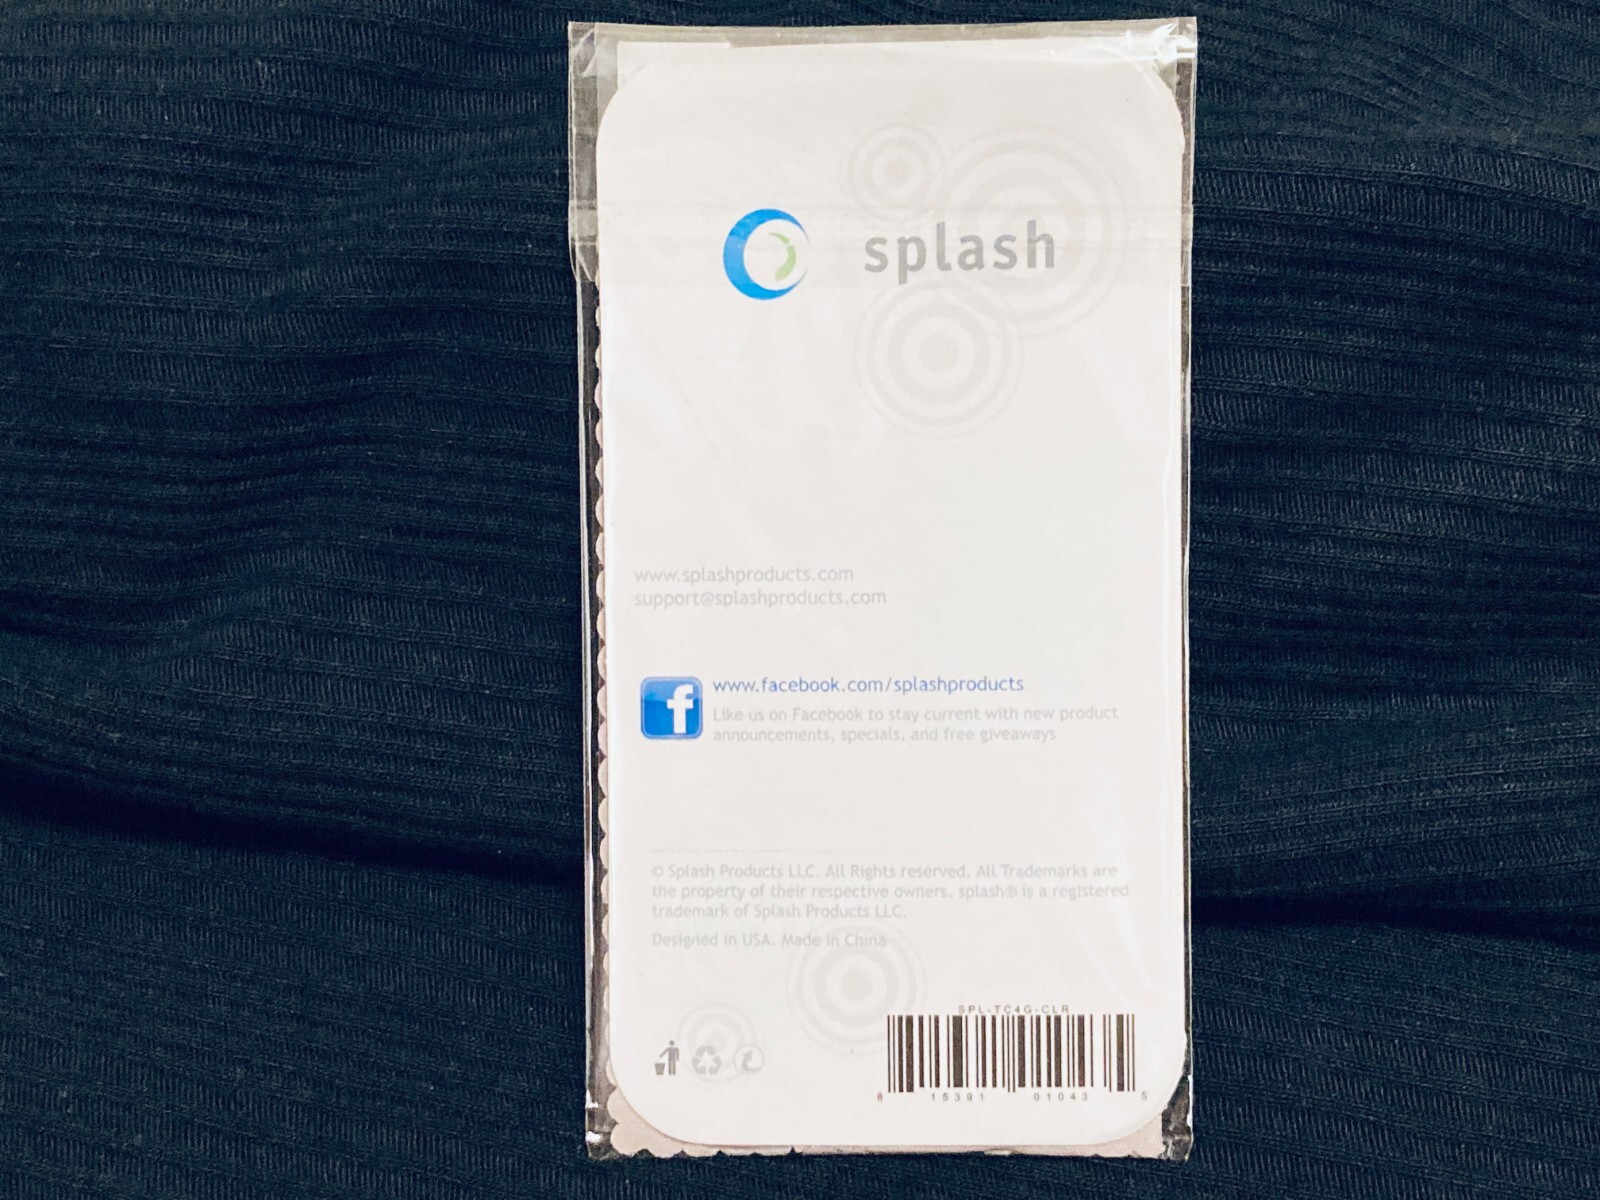 splash
www.splashproducts.com
support@splashproducts.com
f
www.facebook.com/splashproducts
Like us on Facebook to stay current with new product
announcements, specials, and free giveaways
© Splash Products LLC. All Rights reserved. All Trademarks are
the property of their respective owners. splash® is a registered
trademark of Splash Products LLC.
Designed in USA. Made in China
SPL-TC4G-CLR
8 15391 01043 5